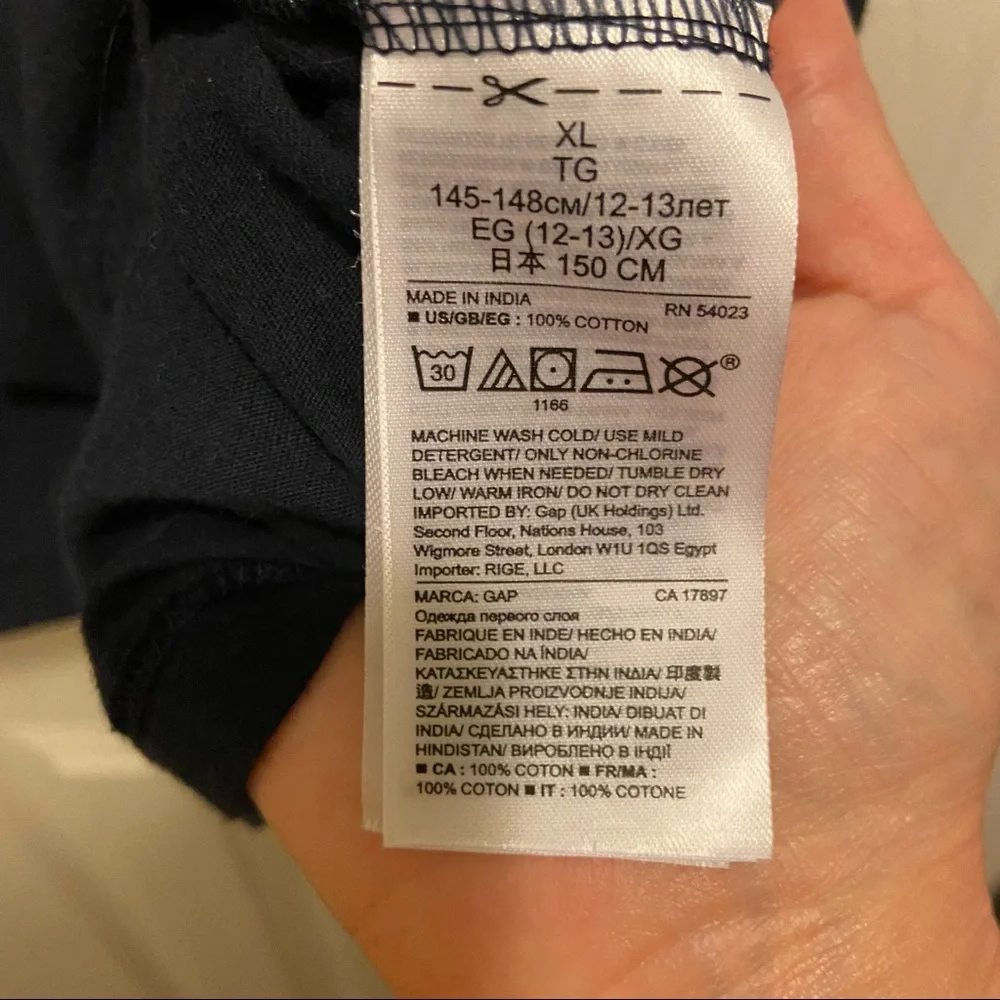 XL
TG
145-148см/12-13лет
EG (12-13)/XG
日本 150 CM
MADE IN INDIA RN 54023
■ US/GB/EG : 100% COTTON
30 ®
1166
MACHINE WASH COLD/ USE MILD
DETERGENT/ ONLY NON-CHLORINE
BLEACH WHEN NEEDED/ TUMBLE DRY
LOW/ WARM IRON/ DO NOT DRY CLEAN
IMPORTED BY: Gap (UK Holdings) Ltd.
Second Floor, Nations House, 103
Wigmore Street, London W1U 1QS Egypt
Importer: RIGE, LLC
MARCA: GAP CA 17897
Одежда первого слоя
FABRIQUE EN INDE/ HECHO EN INDIA/
FABRICADO NA ÍNDIA/
ΚΑΤΑΣΚΕΥΑΣΤΗΚΕ ΣΤΗΝ ΙΝΔΙΑ/ 印度製
造/ ZEMLJA PROIZVODNJE INDIJA/
SZÁRMAZÁSI HELY: INDIA/ DIBUAT DI
INDIA/ СДЕЛАНО В ИНДИИ/ MADE IN
HINDISTAN/ ВИРОБЛЕНО В ІНДІЇ
■ CA : 100% COTON ■ FR/MA :
100% COTON ■ IT : 100% COTONE